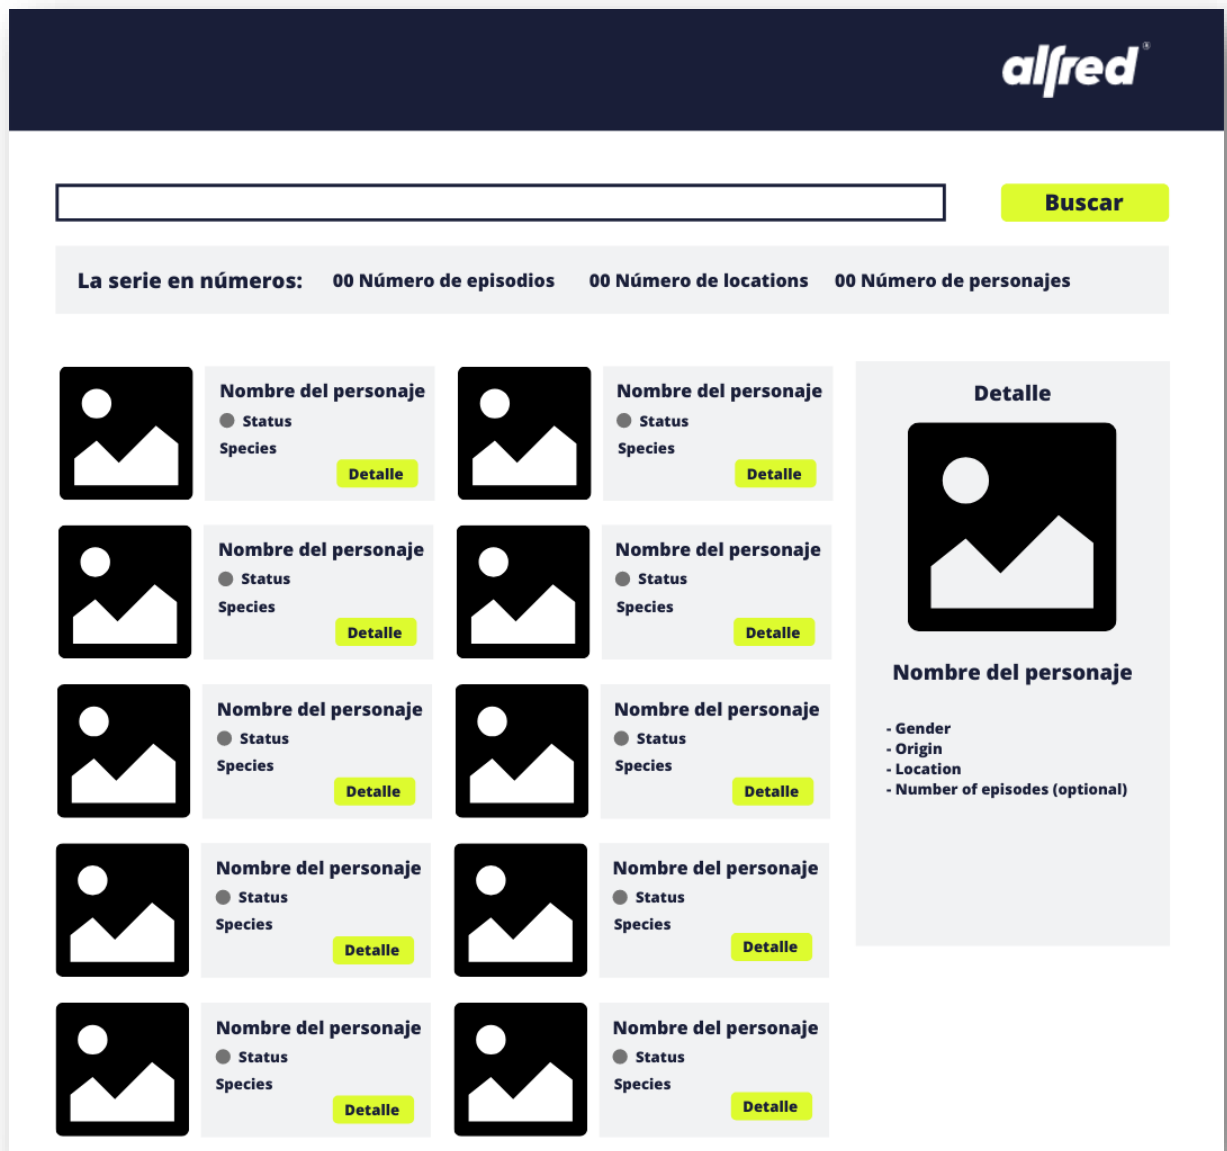 alfred®
Buscar
La serie en números: 00 Número de episodios 00 Número de locations 00 Número de personajes
Nombre del personaje
Status
Species
Detalle
Nombre del personaje
Status
Species
Detalle
Nombre del personaje
Status
Species
Detalle
Nombre del personaje
Status
Species
Detalle
Nombre del personaje
Status
Species
Detalle
Nombre del personaje
Status
Species
Detalle
Nombre del personaje
Status
Species
Detalle
Nombre del personaje
Status
Species
Detalle
Nombre del personaje
Status
Species
Detalle
Nombre del personaje
Status
Species
Detalle
Detalle
Nombre del personaje
- Gender
- Origin
- Location
- Number of episodes (optional)